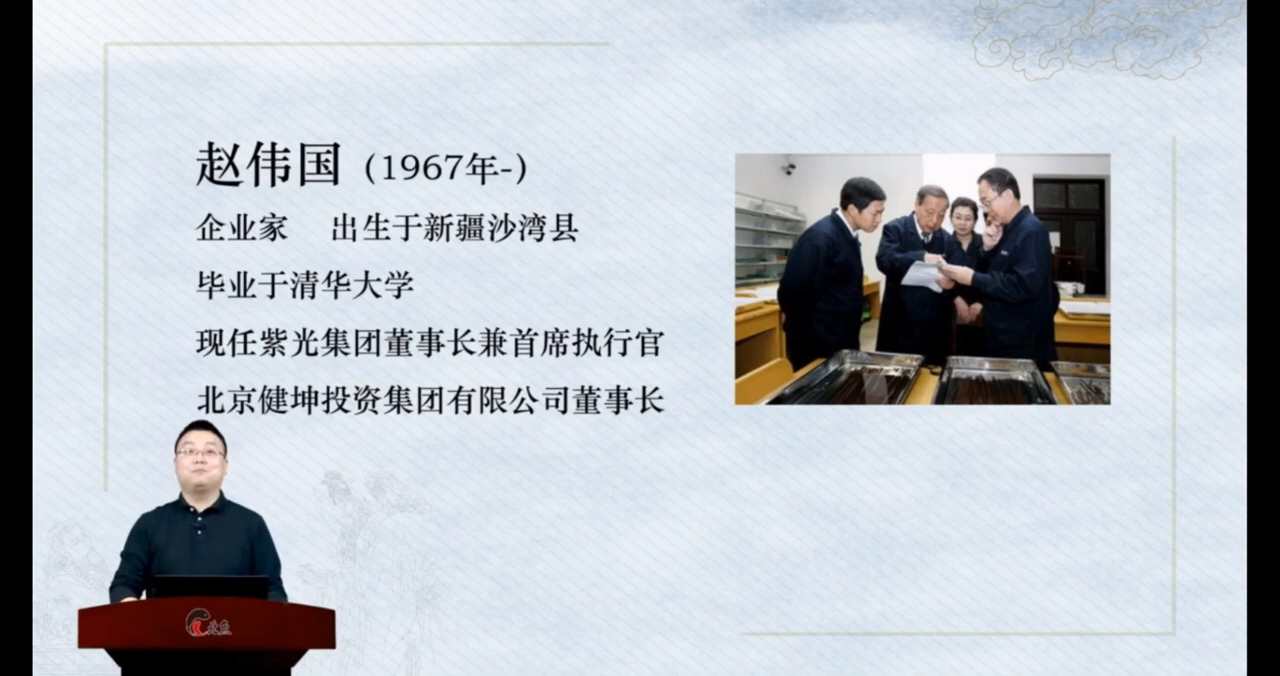 赵伟国（1967年-）
企业家 出生于新疆沙湾县
毕业于清华大学
现任紫光集团董事长兼首席执行官
北京健坤投资集团有限公司董事长